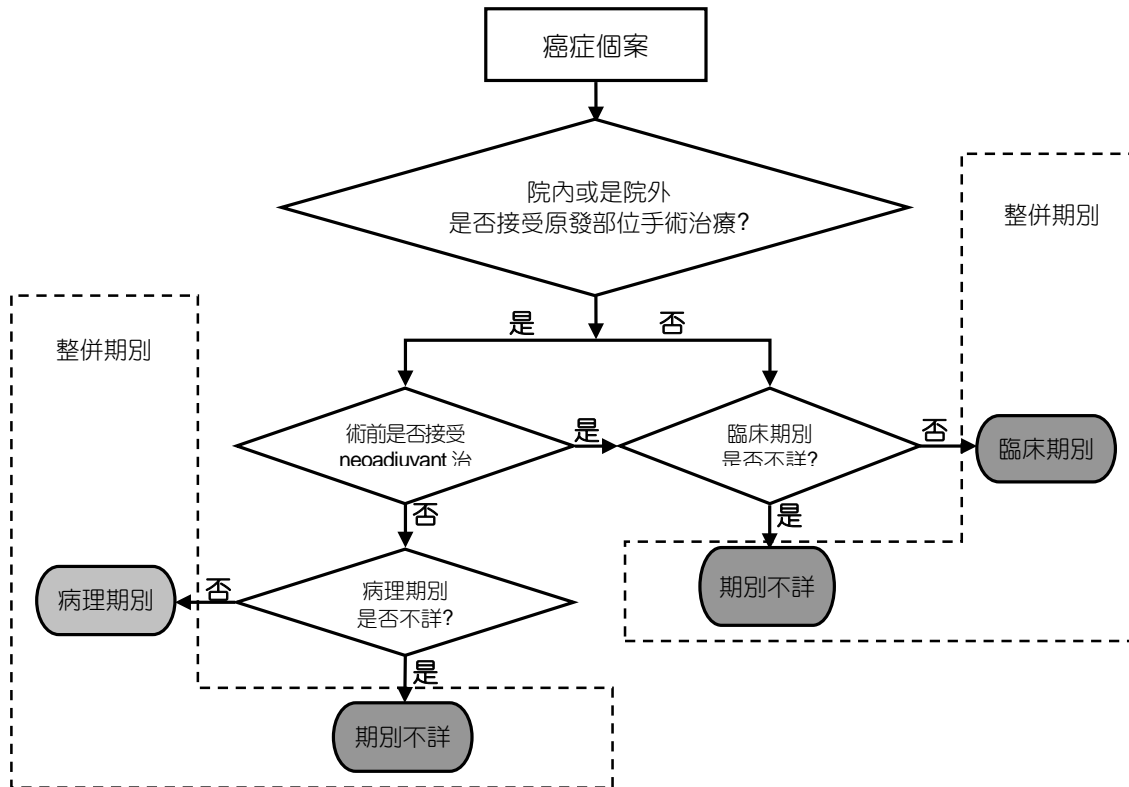 癌症個案
院內或是院外
是否接受原發部位手術治療?
整併期別
是
否
整併期別
術前是否接受
neoadjuvant 治
是
臨床期別
是否不詳?
否
臨床期別
否
是
病理期別
否
病理期別
是否不詳?
期別不詳
是
期別不詳